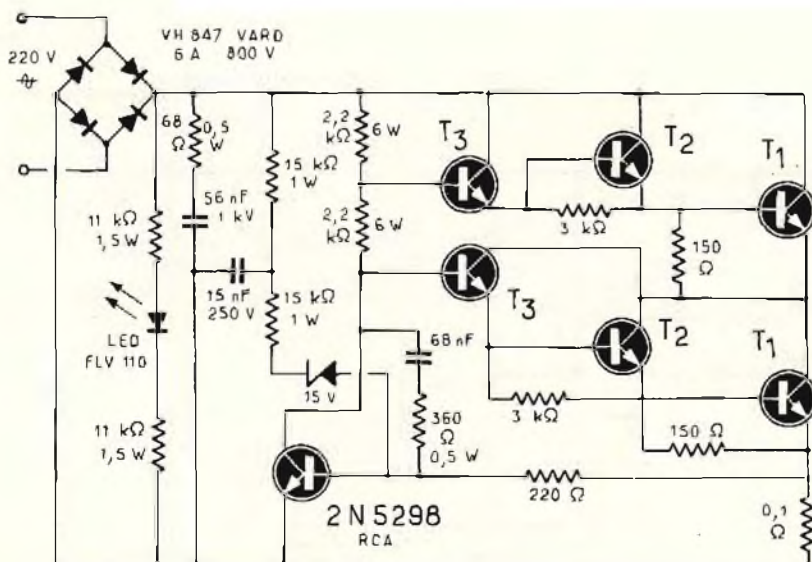 220 V
VH 847 VARD
6 A 800 V
68
Ω
0,5
W
2,2
kΩ
6 W
T3
T2
T1
15 kΩ
1 W
56 nF
1 kV
11 kΩ
1,5 W
2,2
kΩ
6 W
3 kΩ
150
Ω
15 nF
250 V
15 kΩ
1 W
T3
LED
FLV 110
68 nF
T2
T1
15 V
3 kΩ
11 kΩ
1,5 W
360
Ω
0,5 W
150 Ω
220 Ω
2N5298
RCA
0,1
Ω